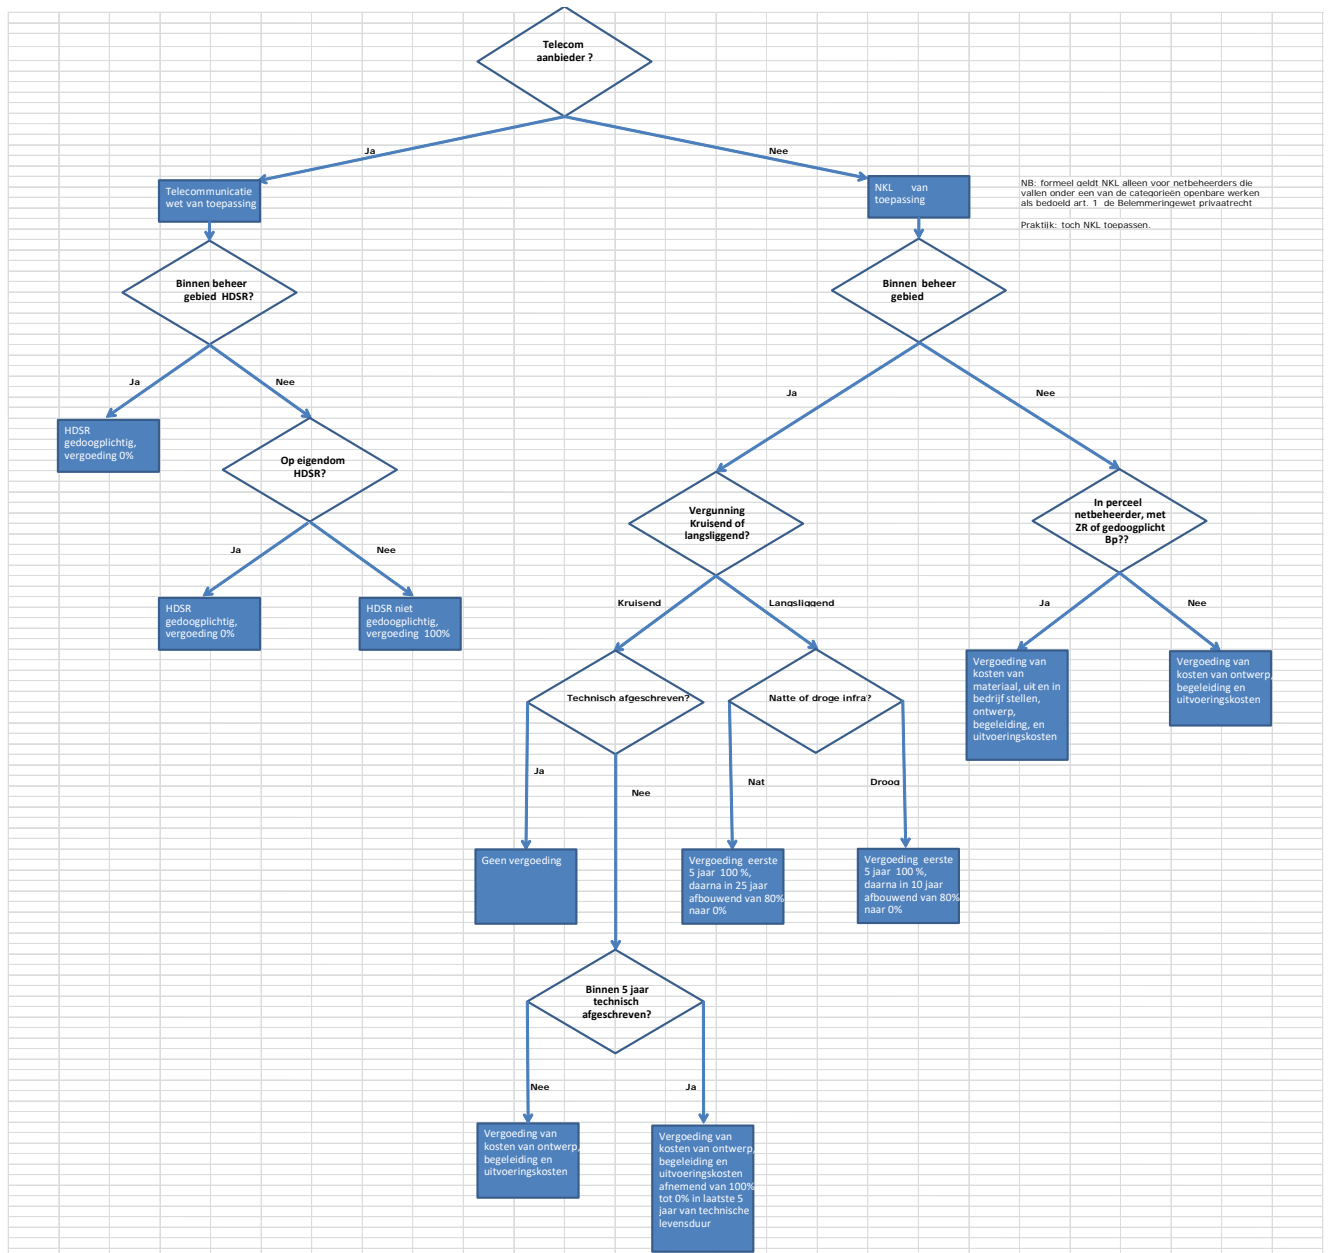 Telecom
aanbieder ?
Ja
Nee
Telecommunicatie
wet van toepassing
NKL van
toepassing
NB: formeel geldt NKL alleen voor netbeheerders die
vallen onder een van de categorieën openbare werken
als bedoeld art. 1 de Belemmeringewet privaatrecht
Praktijk: toch NKL toepassen.
Binnen beheer
gebied HDSR?
Binnen beheer
gebied
Ja
Nee
Ja
Nee
HDSR
gedoogplichtig,
vergoeding 0%
Op eigendom
HDSR?
Vergunning
Kruisend of
langsliggend?
In perceel
netbeheerder, met
ZR of gedoogplicht
Bp??
Ja
Nee
Kruisend
Langsliggend
Ja
Nee
HDSR
gedoogplichtig,
vergoeding 0%
HDSR niet
gedoogplichtig,
vergoeding 100%
Technisch afgeschreven?
Natte of droge infra?
Vergoeding van
kosten van
materiaal, uit en in
bedrijf stellen,
ontwerp,
begeleiding, en
uitvoeringskosten
Vergoeding van
kosten van ontwerp,
begeleiding en
uitvoeringskosten
Ja
Nee
Nat
Droog
Geen vergoeding
Vergoeding eerste
5 jaar 100 %,
daarna in 25 jaar
afbouwend van 80%
naar 0%
Vergoeding eerste
5 jaar 100 %,
daarna in 10 jaar
afbouwend van 80%
naar 0%
Binnen 5 jaar
technisch
afgeschreven?
Nee
Ja
Vergoeding van
kosten van ontwerp,
begeleiding en
uitvoeringskosten
Vergoeding van
kosten van ontwerp,
begeleiding en
uitvoeringskosten
afnemend van 100%
tot 0% in laatste 5
jaar van technische
levensduur